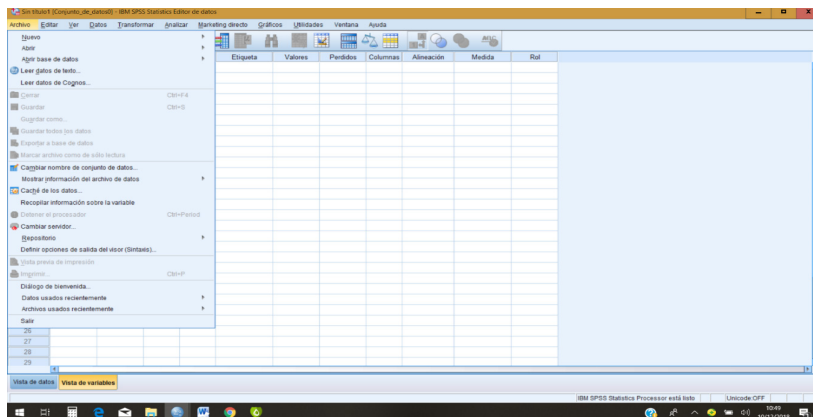 Sin título1 [Conjunto_de_datos0] - IBM SPSS Statistics Editor de datos
Archivo Editar Ver Datos Transformar Analizar Marketing directo Gráficos Utilidades Ventana Ayuda
Nuevo
Abrir
Abrir base de datos
Leer datos de texto...
Leer datos de Cognos...
Cerrar Ctrl+F4
Guardar Ctrl+S
Guardar como...
Guardar todos los datos
Exportar a base de datos
Marcar archivo como de sólo lectura
Cambiar nombre de conjunto de datos...
Mostrar información del archivo de datos
Caché de los datos...
Recopilar información sobre la variable
Detener el procesador Ctrl+Period
Cambiar servidor...
Repositorio
Definir opciones de salida del visor (Sintaxis)...
Vista previa de impresión
Imprimir... Ctrl+P
Diálogo de bienvenida...
Datos usados recientemente
Archivos usados recientemente
Salir
Etiqueta Valores Perdidos Columnas Alineación Medida Rol
26
27
28
29
Vista de datos Vista de variables
IBM SPSS Statistics Processor está listo Unicode:OFF
10:49
10/12/2018